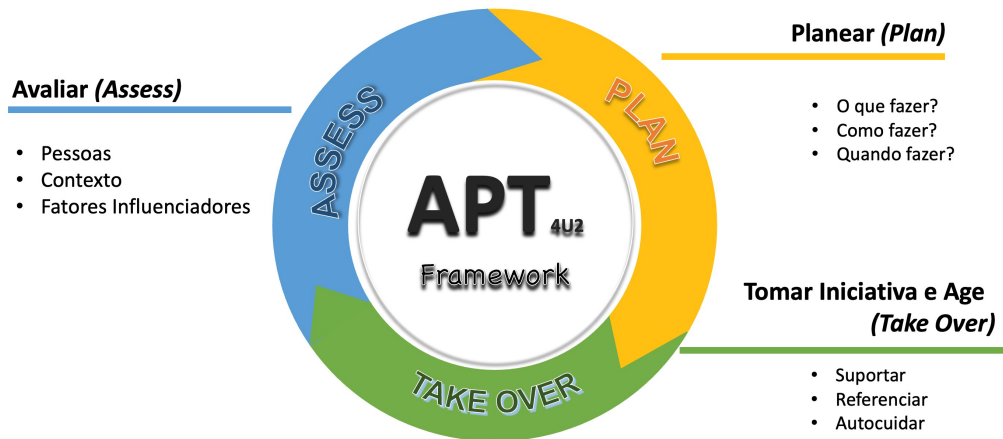 Avaliar (Assess)
• Pessoas
• Contexto
• Fatores Influenciadores
ASSESS
PLAN
TAKE OVER
APT 4U2
Framework
Planear (Plan)
• O que fazer?
• Como fazer?
• Quando fazer?
Tomar Iniciativa e Age
(Take Over)
• Suportar
• Referenciar
• Autocuidar